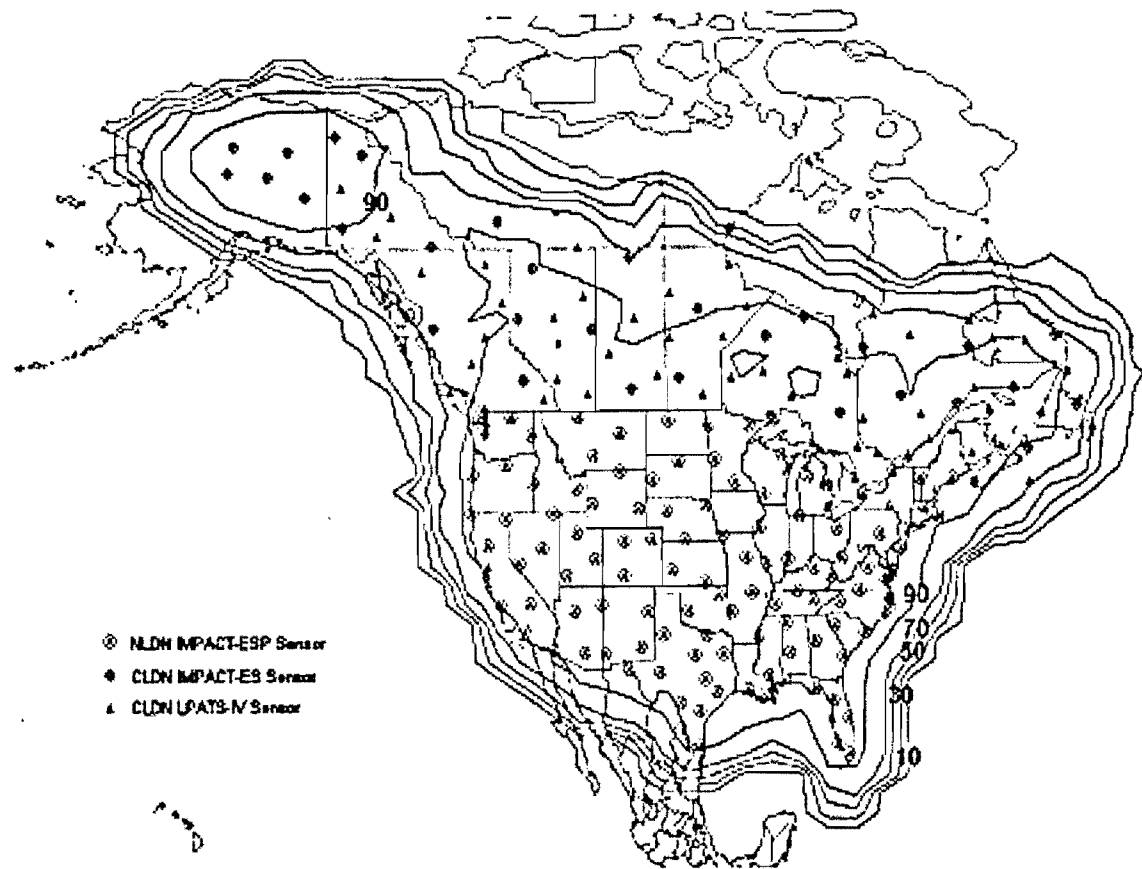 90
90
70
50
30
10
NLDN IMPACT-ESP Sensor
CLDN IMPACT-ES Sensor
CLDN LPATS-IV Sensor